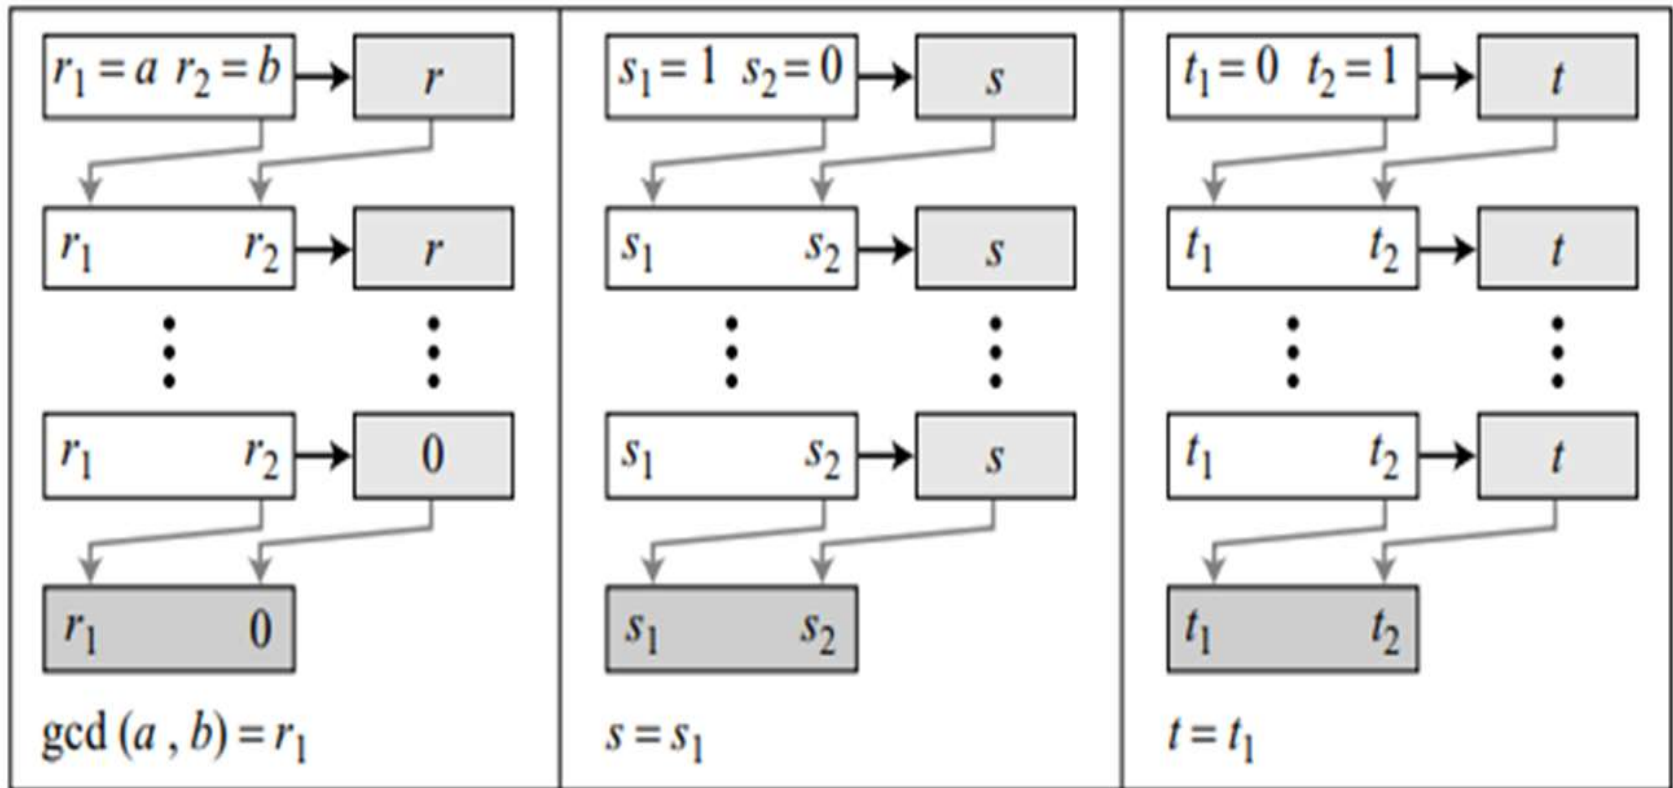 r₁ = a r₂ = b r s₁ = 1 s₂ = 0 s t₁ = 0 t₂ = 1 t
r₁ r₂ r s₁ s₂ s t₁ t₂ t
r₁ r₂ 0 s₁ s₂ s t₁ t₂ t
r₁ 0 s₁ s₂ t₁ t₂
gcd (a , b) = r₁ s = s₁ t = t₁